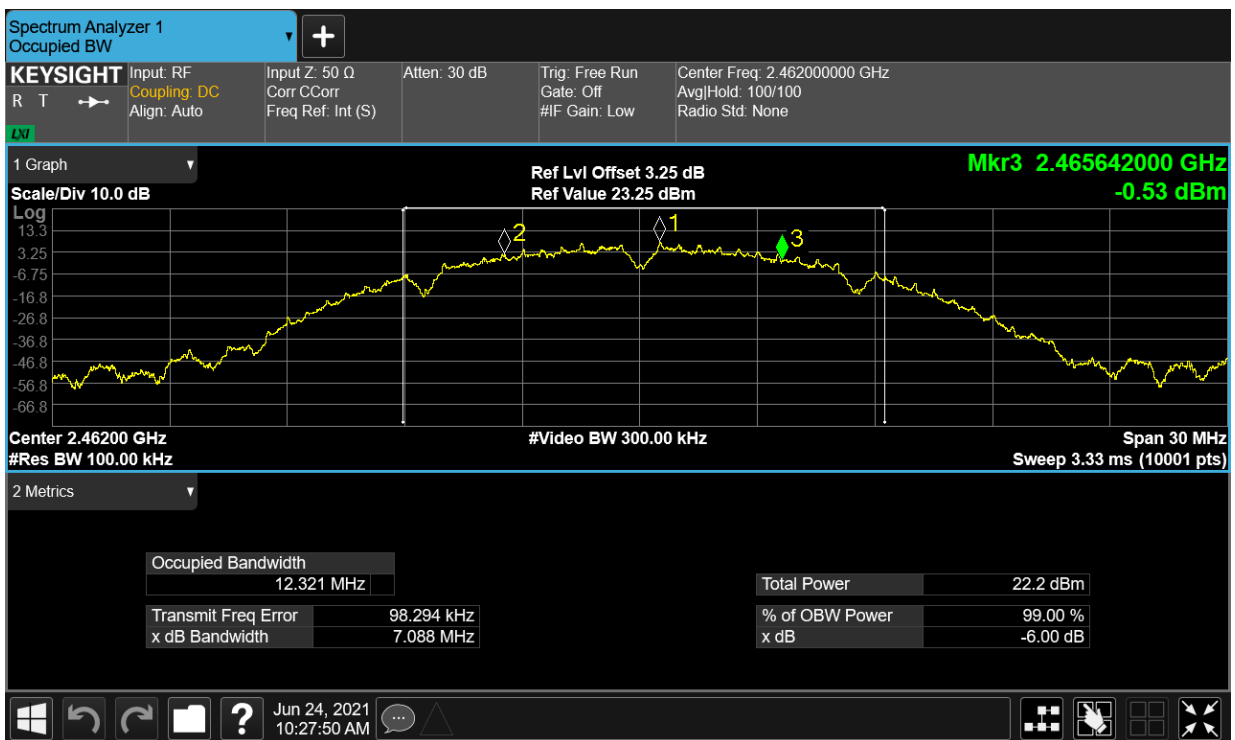 Spectrum Analyzer 1
Occupied BW
+
KEYSIGHT
R T
LXI
Input: RF
Coupling: DC
Align: Auto
Input Z: 50 Ω
Corr CCorr
Freq Ref: Int (S)
Atten: 30 dB
Trig: Free Run
Gate: Off
#IF Gain: Low
Center Freq: 2.462000000 GHz
Avg|Hold: 100/100
Radio Std: None
1 Graph
Scale/Div 10.0 dB
Ref Lvl Offset 3.25 dB
Ref Value 23.25 dBm
Mkr3 2.465642000 GHz
-0.53 dBm
Log
13.3
3.25
-6.75
-16.8
-26.8
-36.8
-46.8
-56.8
-66.8
2
1
3
Center 2.46200 GHz
#Res BW 100.00 kHz
#Video BW 300.00 kHz
Span 30 MHz
Sweep 3.33 ms (10001 pts)
2 Metrics
Occupied Bandwidth
12.321 MHz
Transmit Freq Error 98.294 kHz
x dB Bandwidth 7.088 MHz
Total Power 22.2 dBm
% of OBW Power 99.00 %
x dB -6.00 dB
?
Jun 24, 2021
10:27:50 AM